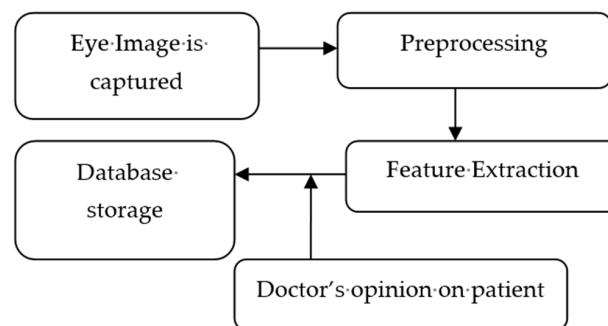 Eye Image is
captured
Preprocessing
Feature Extraction
Database
storage
Doctor's opinion on patient